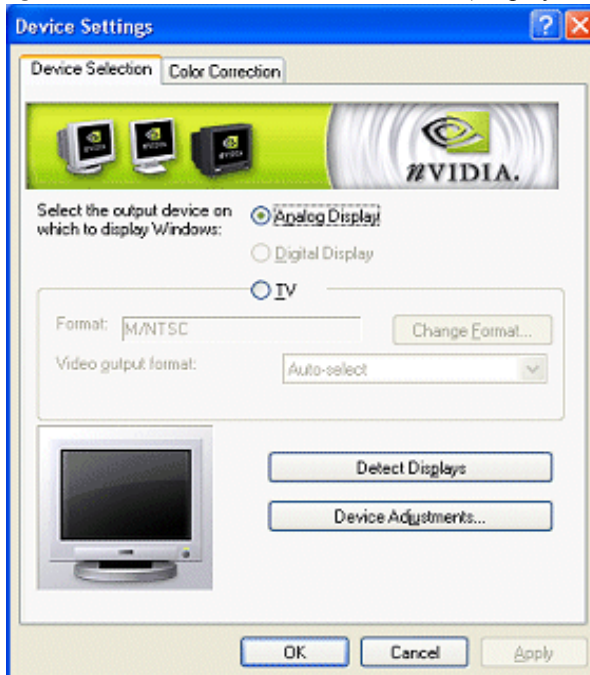 Device Settings
Device Selection Color Correction
NVIDIA.
Select the output device on
which to display Windows:
Analog Display
Digital Display
TV
Format: M/NTSC Change Format...
Video output format: Auto-select
Detect Displays
Device Adjustments...
OK Cancel Apply